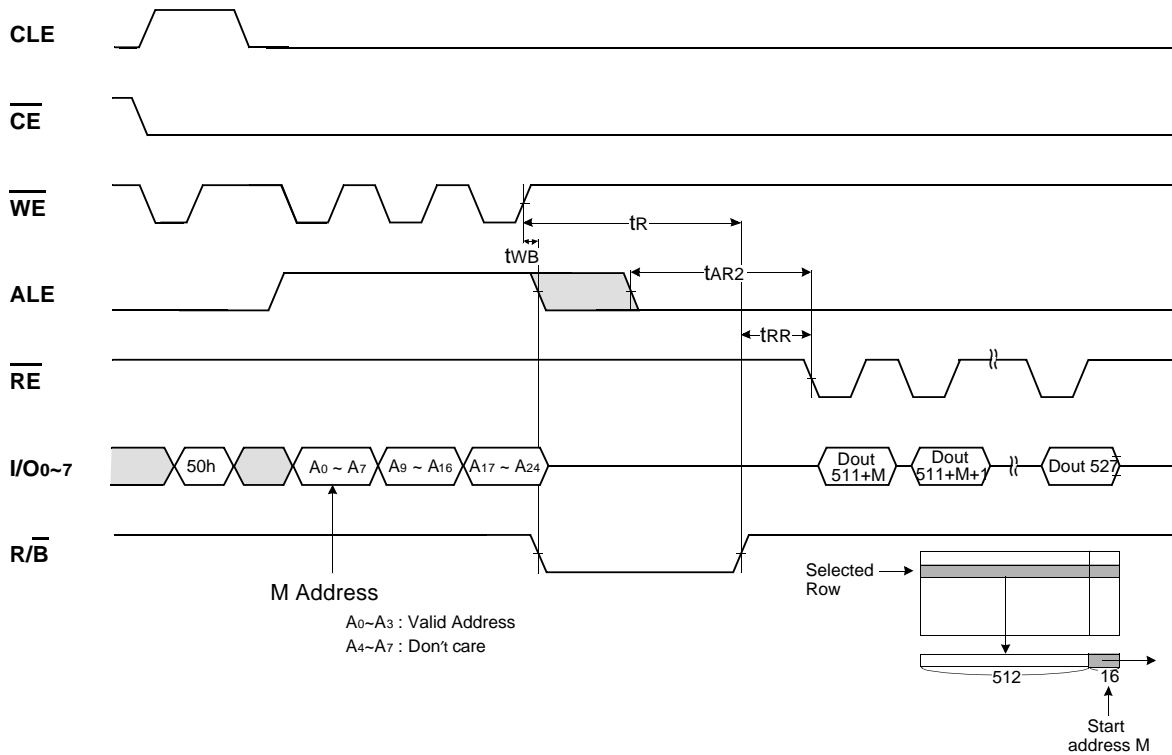 CLE
CE
WE
tR
tWB
tAR2
ALE
tRR
RE
I/O0~7
50h
A0 ~ A7
A9 ~ A16
A17 ~ A24
Dout
511+M
Dout
511+M+1
Dout 527
R/B
M Address
A0~A3 : Valid Address
A4~A7 : Don't care
Selected
Row
512
16
Start
address M